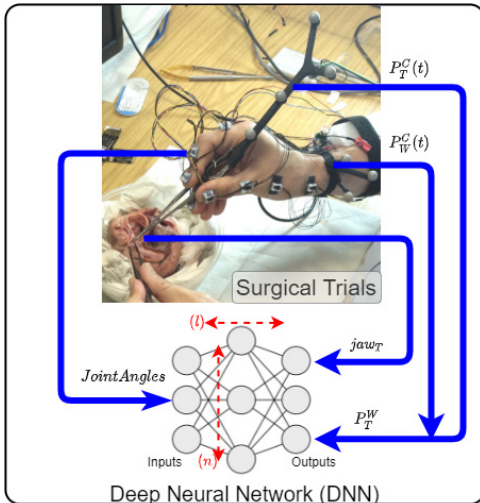 $P_T^C(t)$
$P_W^C(t)$
Surgical Trials
(l)
$jaw_T$
JointAngles
$P_T^W$
Inputs
(n)
Outputs
Deep Neural Network (DNN)